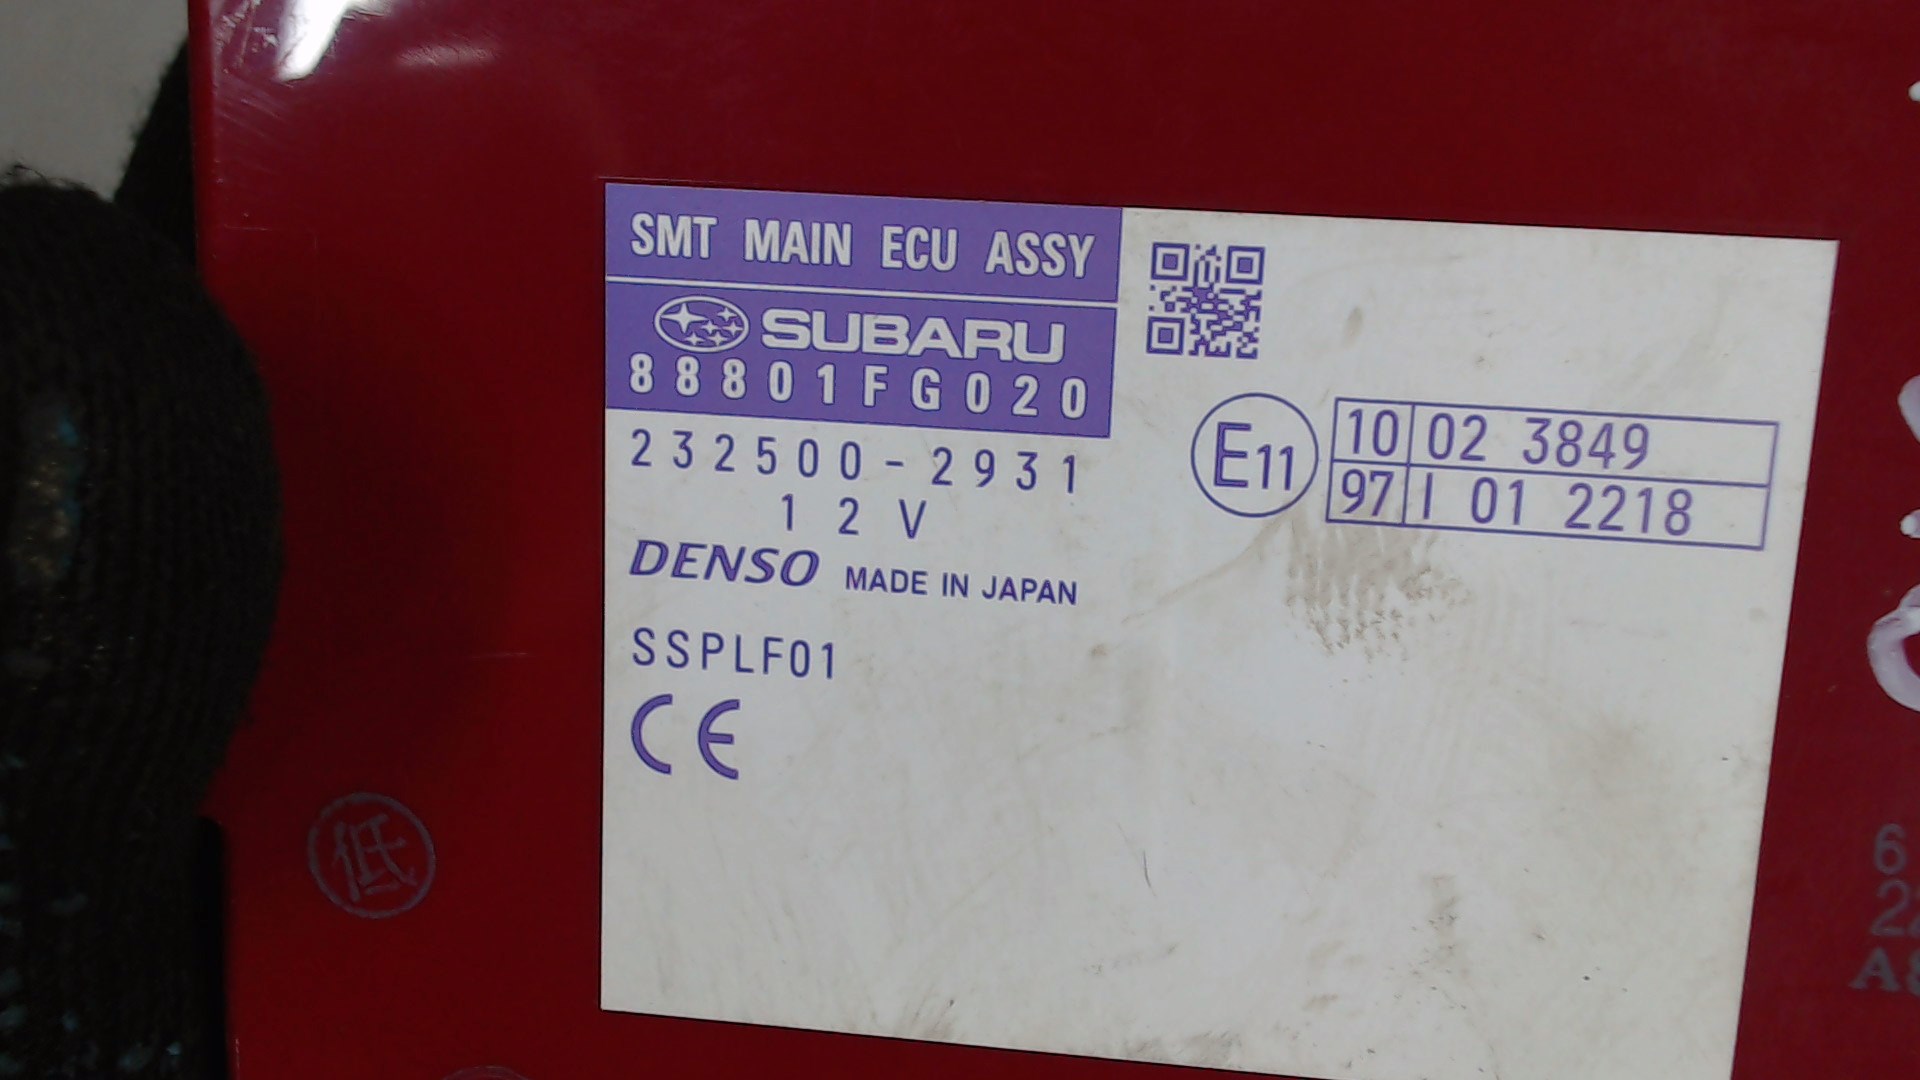 SMT MAIN ECU ASSY
SUBARU
88801FG020
232500-2931
12V
DENSO MADE IN JAPAN
SSPLF01
CE
E11
10 02 3849
97 I 01 2218
低
6